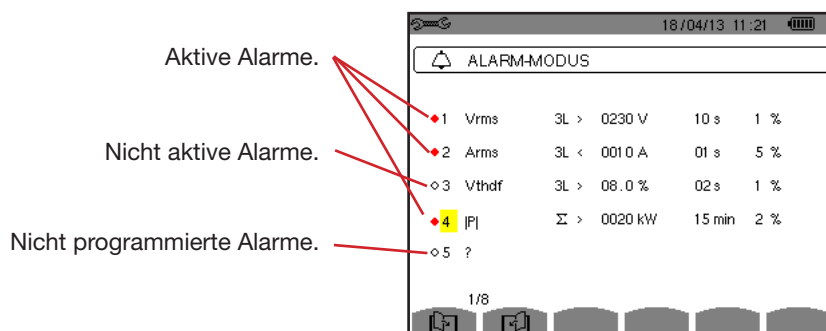 18/04/13 11:21
ALARM-MODUS
Aktive Alarme.
1 Vrms 3L > 0230 V 10 s 1 %
2 Arms 3L < 0010 A 01 s 5 %
Nicht aktive Alarme.
3 Vthdf 3L > 08.0 % 02 s 1 %
4 |P| Σ > 0020 kW 15 min 2 %
Nicht programmierte Alarme.
5 ?
1/8